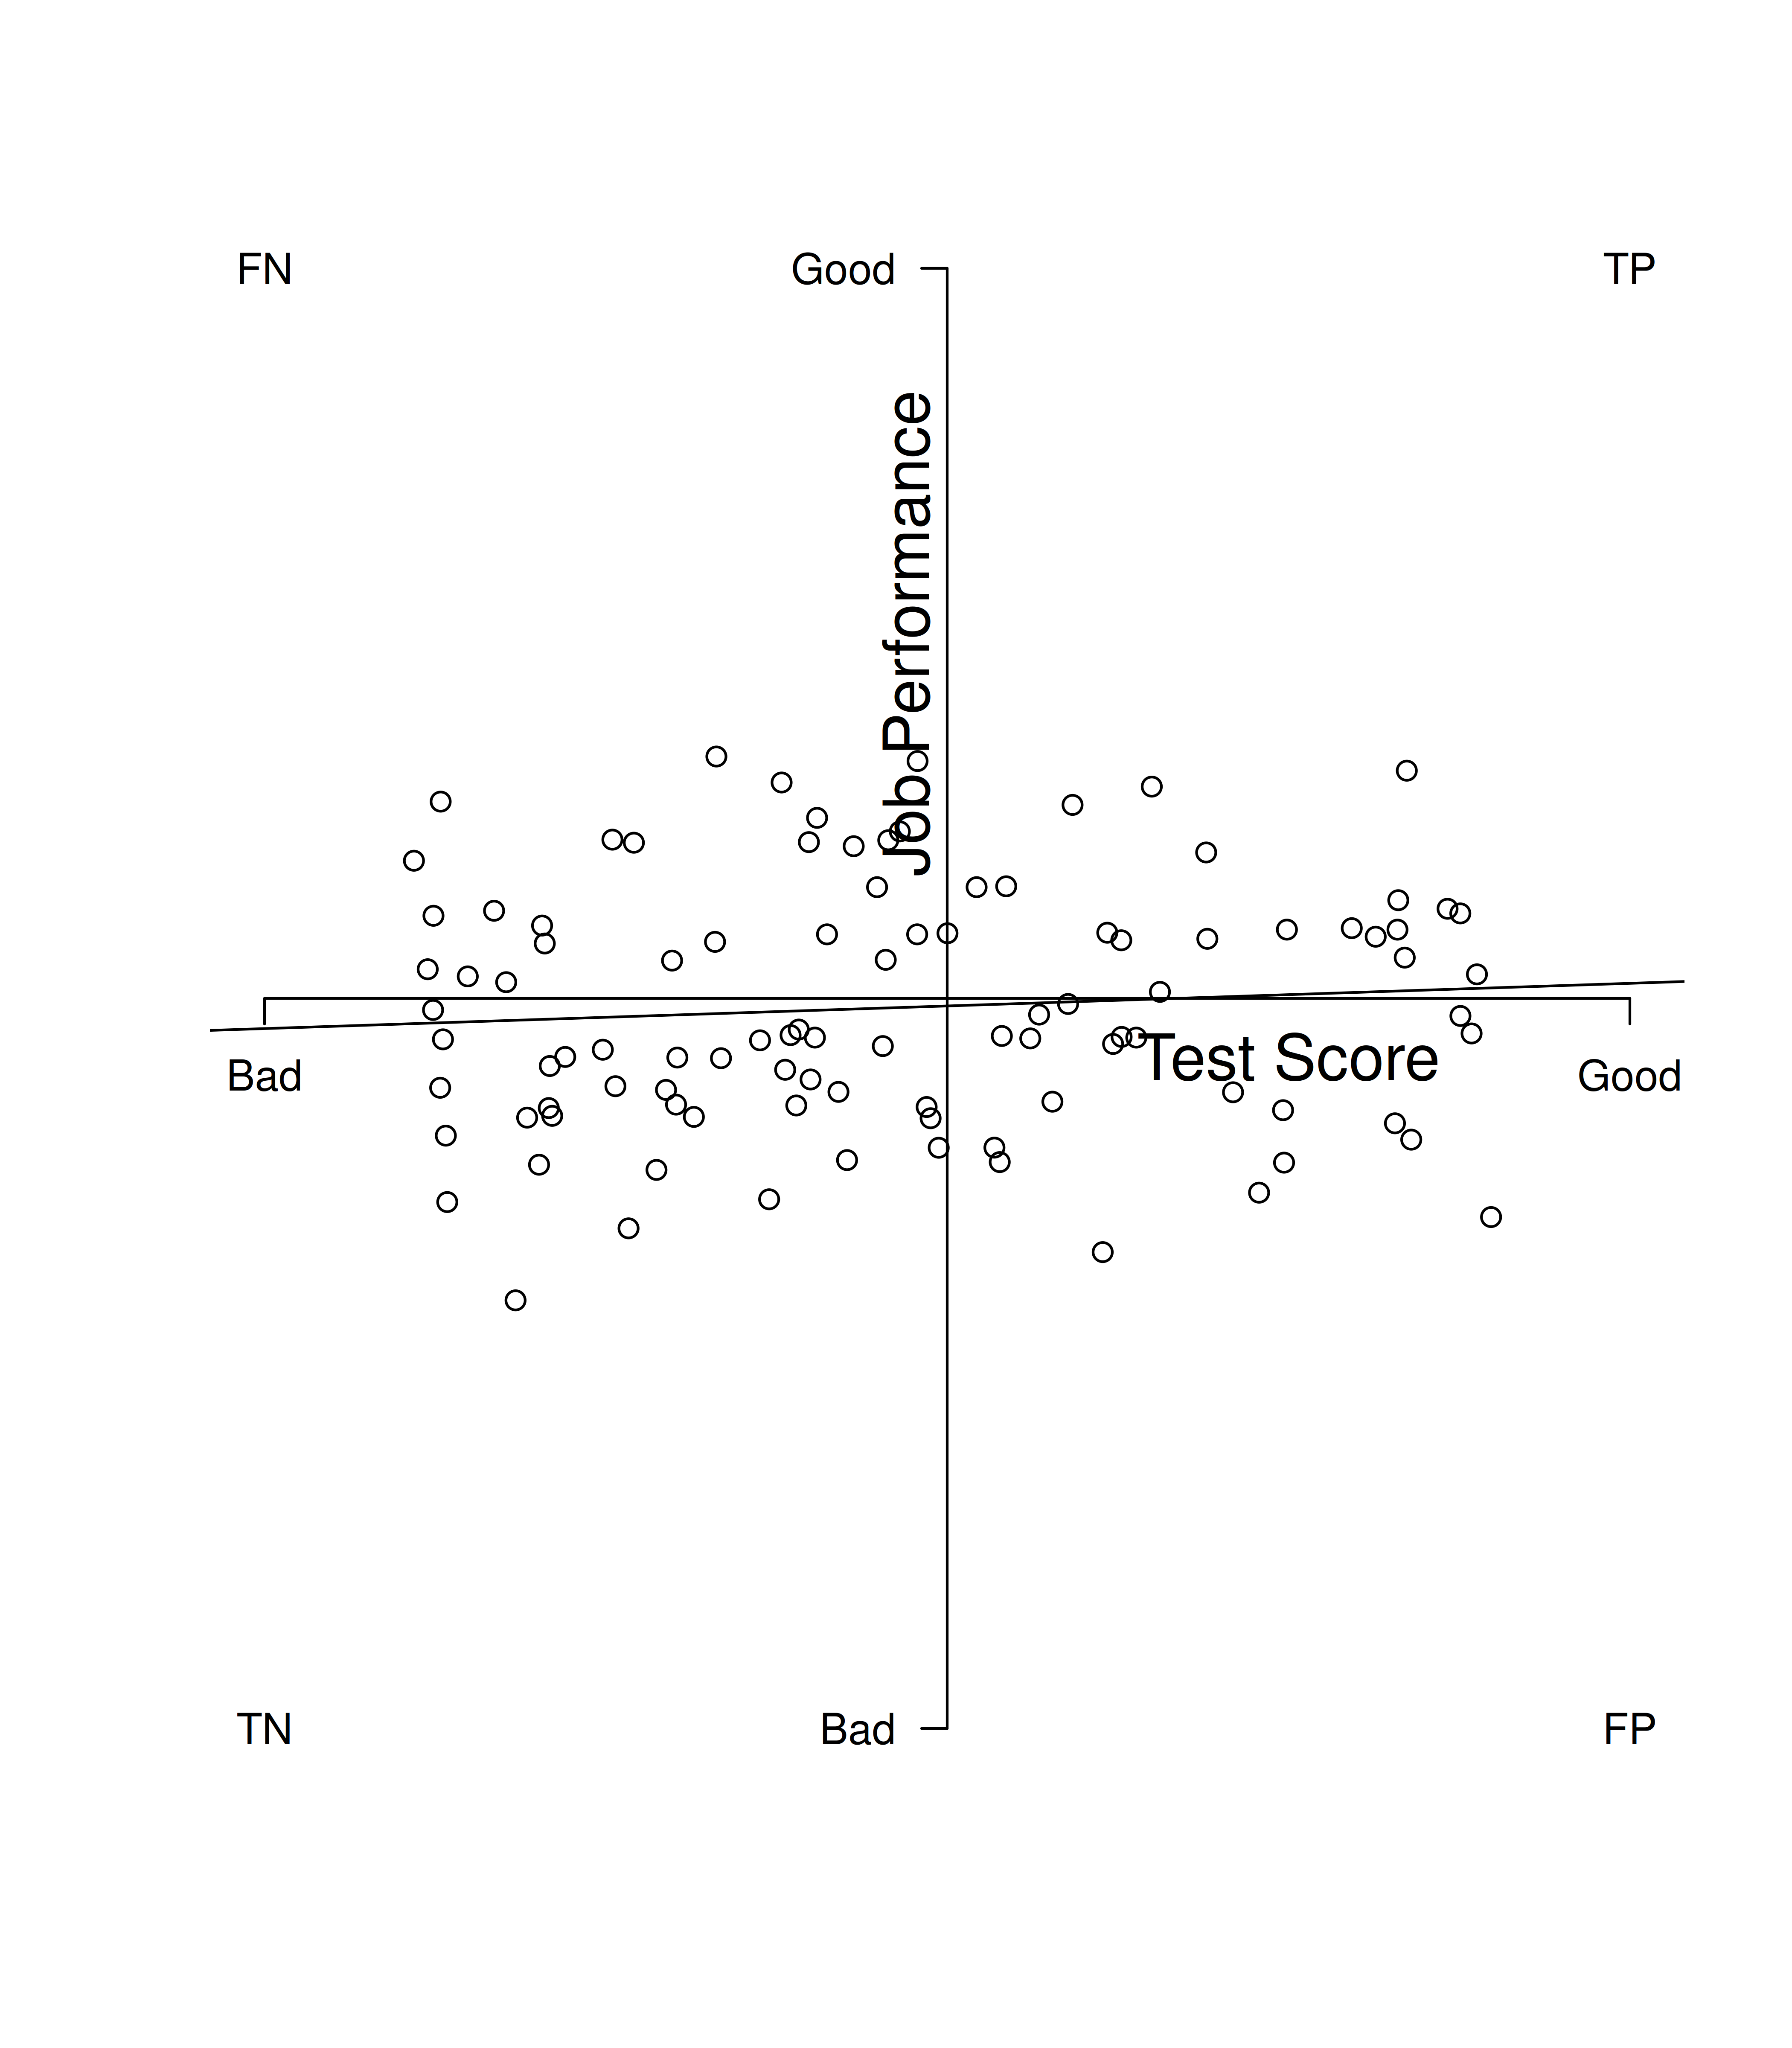 FN
Good
TP
Job Performance
Test Score
Bad
Good
TN
Bad
FP